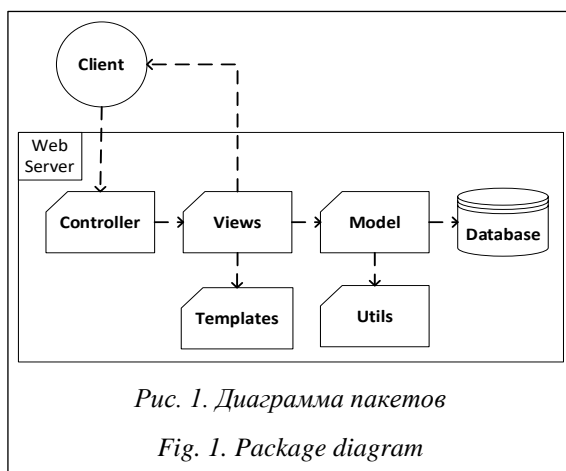 Client
Web
Server
Controller
Views
Model
Database
Templates
Utils
Рис. 1. Диаграмма пакетов
Fig. 1. Package diagram